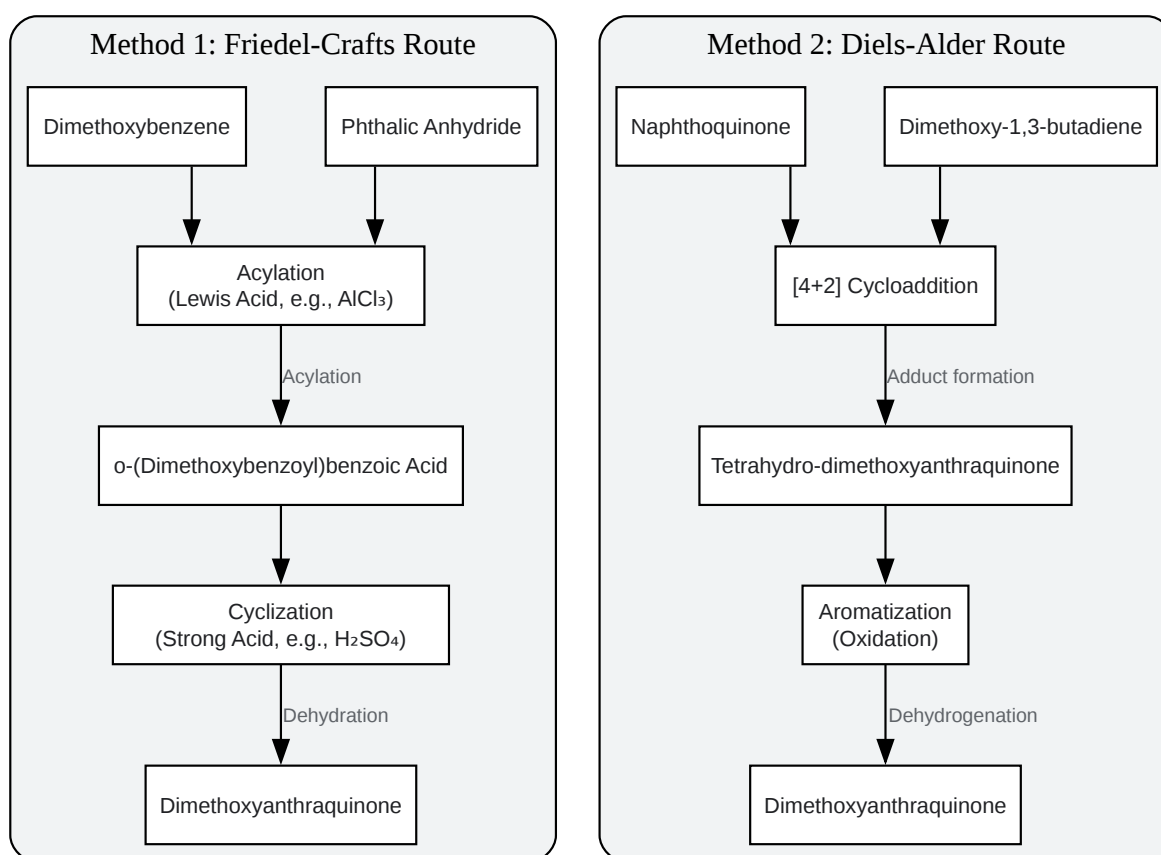 Method 1: Friedel-Crafts Route
Dimethoxybenzene
Phthalic Anhydride
Acylation
(Lewis Acid, e.g., AlCl₃)
Acylation
o-(Dimethoxybenzoyl)benzoic Acid
Cyclization
(Strong Acid, e.g., H₂SO₄)
Dehydration
Dimethoxyanthraquinone
Method 2: Diels-Alder Route
Naphthoquinone
Dimethoxy-1,3-butadiene
[4+2] Cycloaddition
Adduct formation
Tetrahydro-dimethoxyanthraquinone
Aromatization
(Oxidation)
Dehydrogenation
Dimethoxyanthraquinone